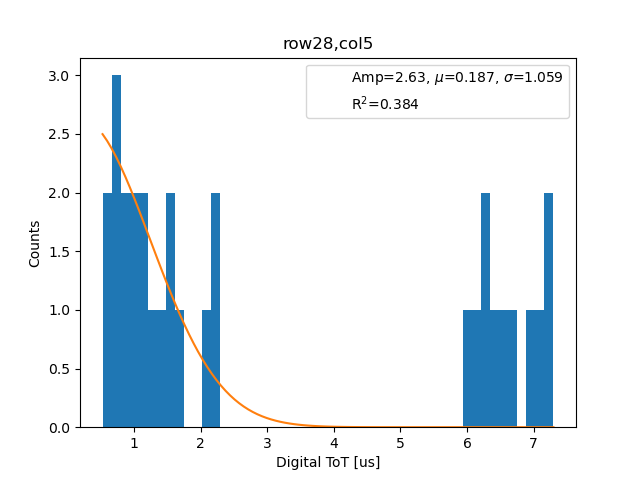 row28,col5
Amp=2.63, μ=0.187, σ=1.059
R²=0.384
Counts
3.0
2.5
2.0
1.5
1.0
0.5
0.0
1 2 3 4 5 6 7
Digital ToT [us]